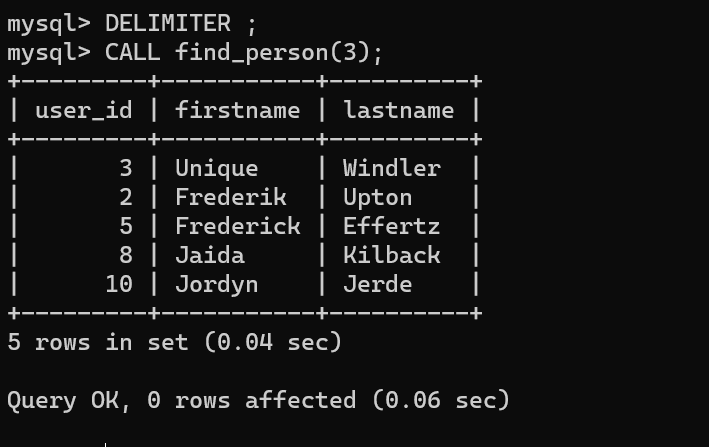 mysql> DELIMITER ;
mysql> CALL find_person(3);
+---------+-----------+----------+
| user_id | firstname | lastname |
+---------+-----------+----------+
|       3 | Unique    | Windler  |
|       2 | Frederik  | Upton    |
|       5 | Frederick | Effertz  |
|       8 | Jaida     | Kilback  |
|      10 | Jordyn    | Jerde    |
+---------+-----------+----------+
5 rows in set (0.04 sec)

Query OK, 0 rows affected (0.06 sec)